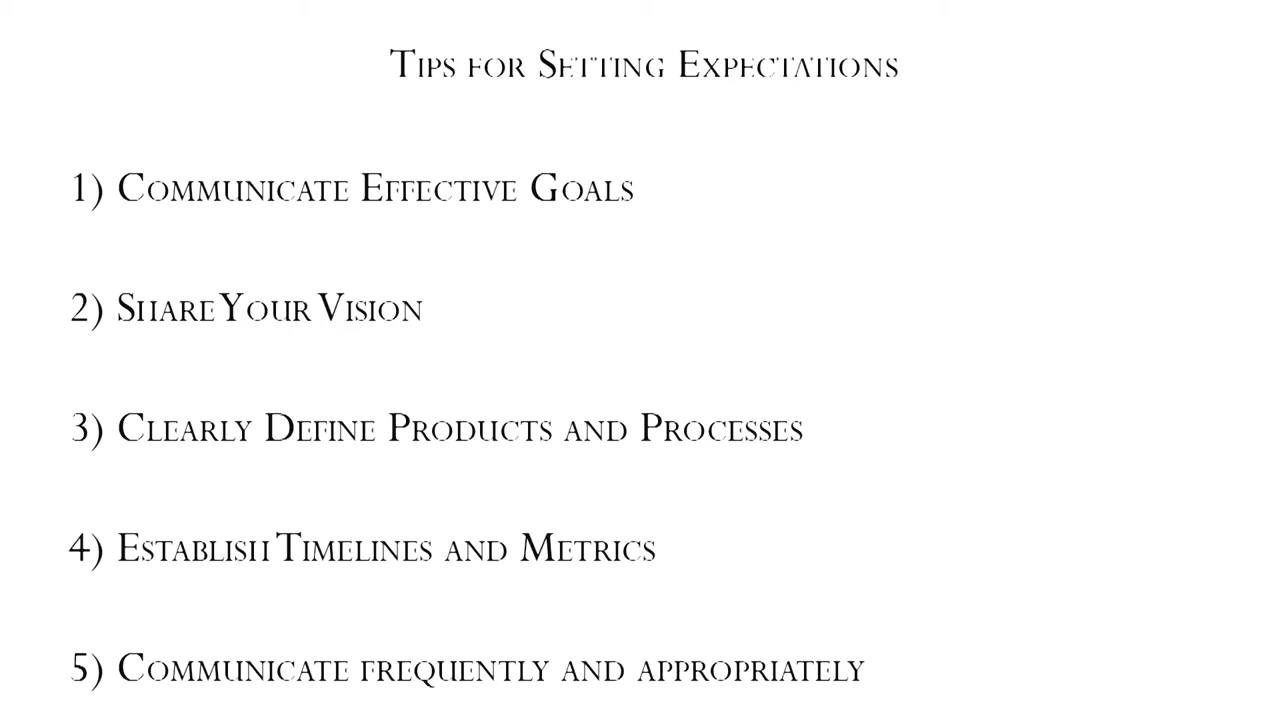 Tips for Setting Expectations
1) Communicate Effective Goals
2) Share Your Vision
3) Clearly Define Products and Processes
4) Establish Timelines and Metrics
5) Communicate frequently and appropriately